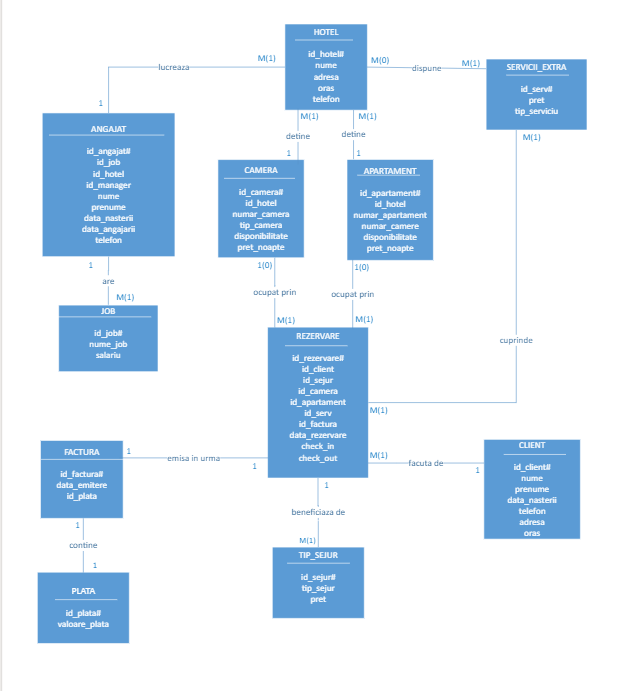 HOTEL
id_hotel#
nume
adresa
oras
telefon
M(1)
lucreaza
1
M(0)
dispune
M(1)
SERVICII_EXTRA
id_serv#
pret
tip_serviciu
M(1)
ANGAJAT
id_angajat#
id_job
id_hotel
id_manager
nume
prenume
data_nasterii
data_angajarii
telefon
M(1)
detine
1
M(1)
detine
1
CAMERA
id_camera#
id_hotel
numar_camera
tip_camera
disponibilitate
pret_noapte
APARTAMENT
id_apartament#
id_hotel
numar_apartament
numar_camere
disponibilitate
pret_noapte
1
are
M(1)
JOB
id_job#
nume_job
salariu
1(0)
ocupat prin
M(1)
1(0)
ocupat prin
M(1)
cuprinde
M(1)
REZERVARE
id_rezervare#
id_client
id_sejur
id_camera
id_apartament
id_serv
id_factura
data_rezervare
check_in
check_out
FACTURA
id_factura#
data_emitere
id_plata
1
emisa in urma
1
M(1)
facuta de
1
CLIENT
id_client#
nume
prenume
data_nasterii
telefon
adresa
oras
1
beneficiaza de
M(1)
1
contine
1
TIP_SEJUR
id_sejur#
tip_sejur
pret
PLATA
id_plata#
valoare_plata